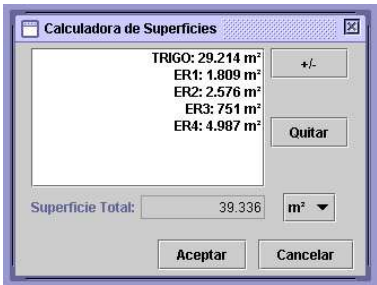 Calculadora de Superficies
TRIGO: 29.214 m²
ER1: 1.809 m²
ER2: 2.576 m²
ER3: 751 m²
ER4: 4.987 m²
+/-
Quitar
Superficie Total: 39.336 m²
Aceptar Cancelar